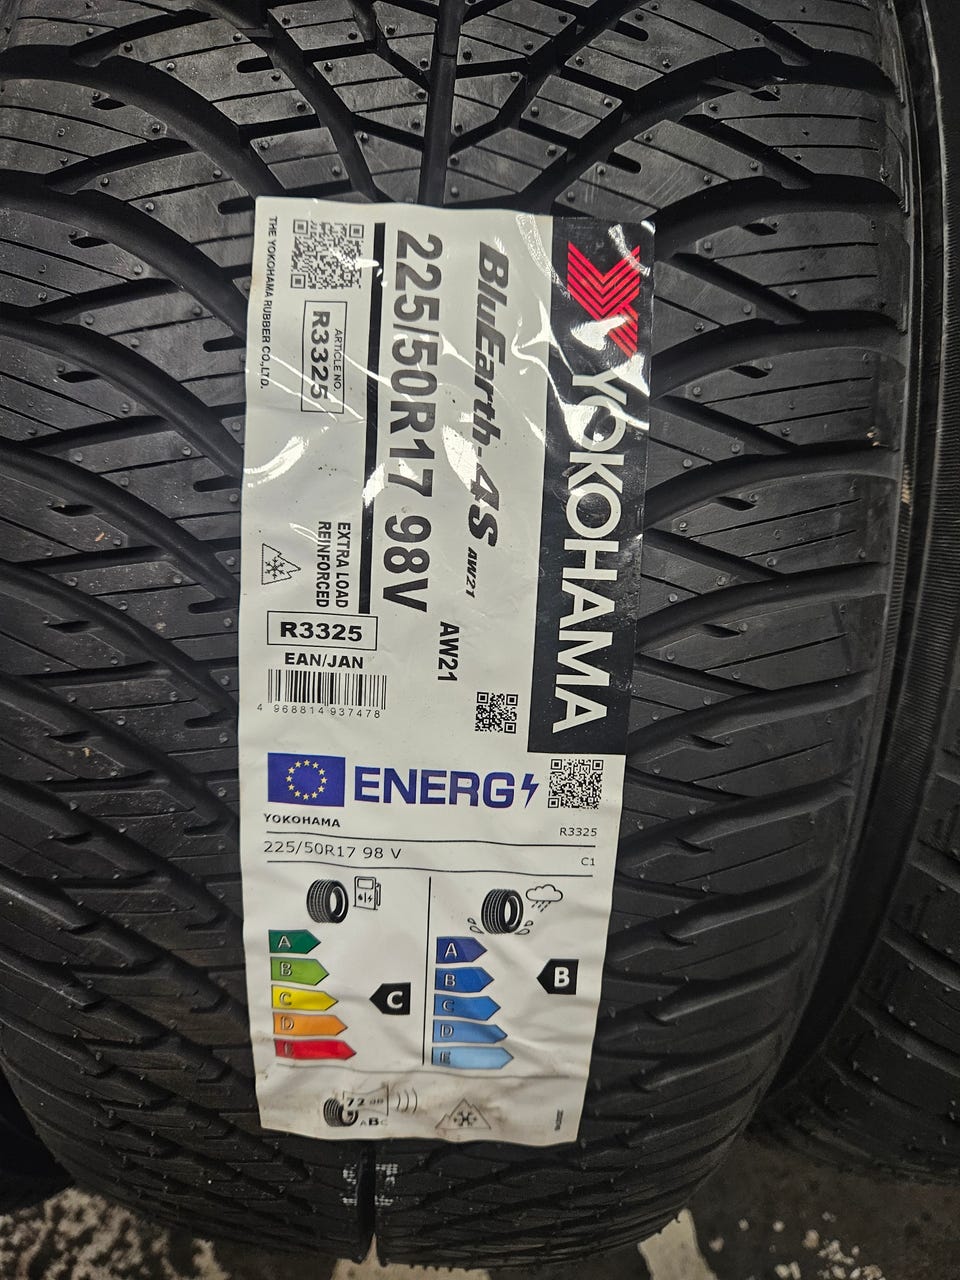 YOKOHAMA
BluEarth-4S AW21
AW21
225/50R17 98V
ARTICLE NO.
R3325
EXTRA LOAD
REINFORCED
THE YOKOHAMA RUBBER CO.,LTD.
R3325
EAN/JAN
4 968814 937478
ENERG
YOKOHAMA
R3325
225/50R17 98 V
C1
A
B
C
D
E
C
A
B
C
D
E
B
72 dB
ABC